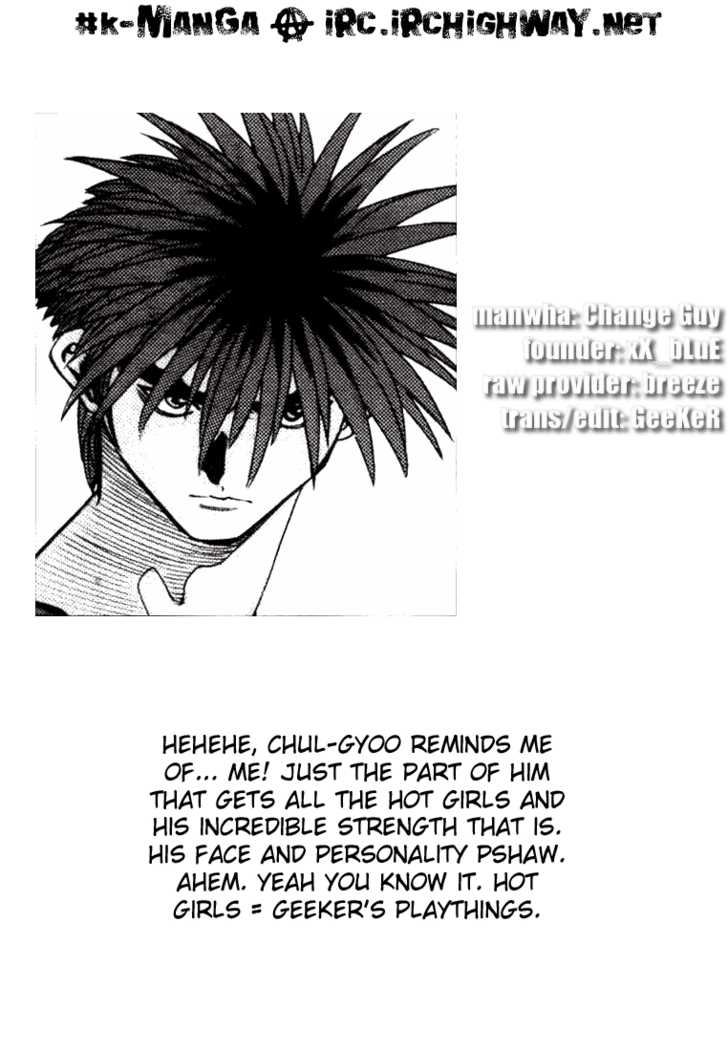 #K-MANGA @ IRC.IRCHIGHWAY.NET
manwha: Change Guy
founder: xX_bLuE
raw provider: breeze
trans/edit: GeeKeR
HEHEHE, CHUL-GYOO REMINDS ME
OF... ME! JUST THE PART OF HIM
THAT GETS ALL THE HOT GIRLS AND
HIS INCREDIBLE STRENGTH THAT IS.
HIS FACE AND PERSONALITY PSHAW.
AHEM. YEAH YOU KNOW IT. HOT
GIRLS = GEEKER'S PLAYTHINGS.